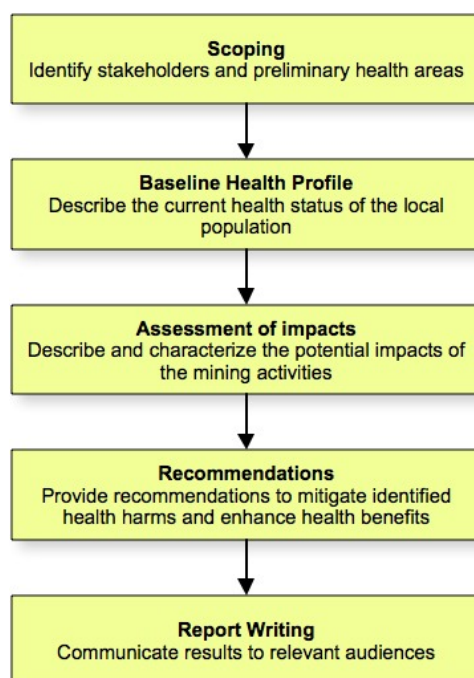 Scoping
Identify stakeholders and preliminary health areas
Baseline Health Profile
Describe the current health status of the local
population
Assessment of impacts
Describe and characterize the potential impacts of
the mining activities
Recommendations
Provide recommendations to mitigate identified
health harms and enhance health benefits
Report Writing
Communicate results to relevant audiences